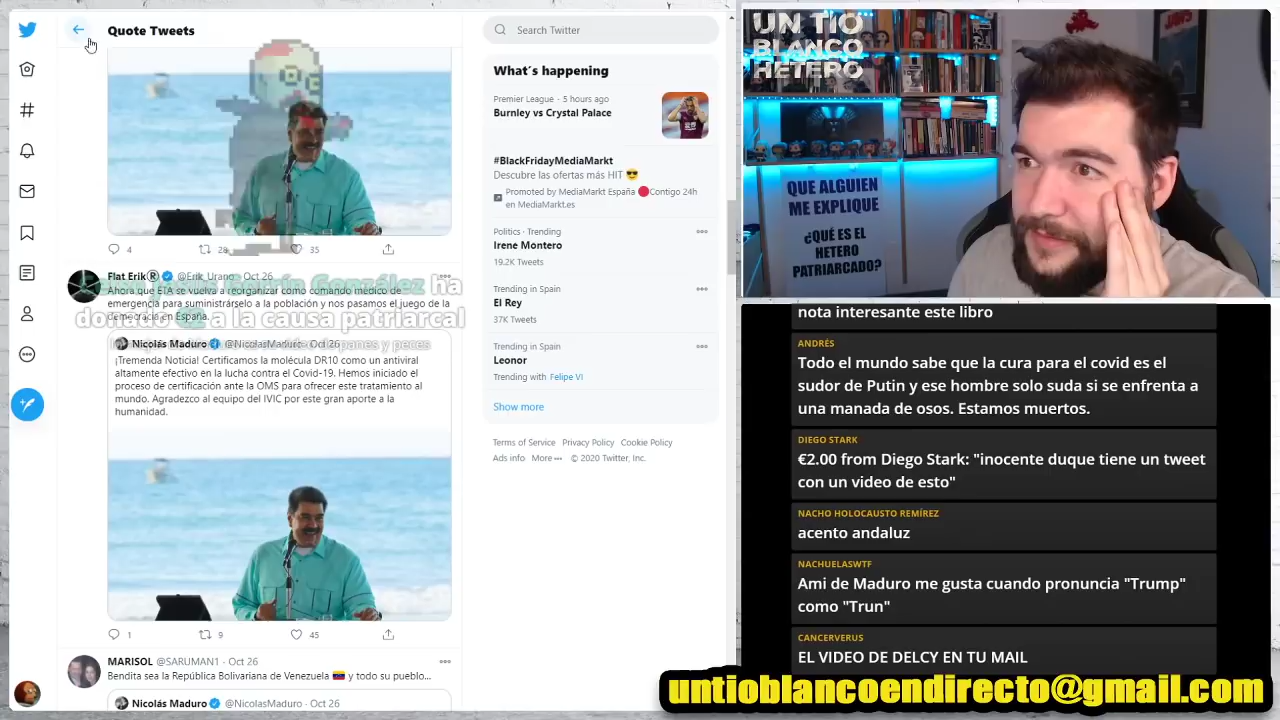 Quote Tweets
4
28
35
Flat Erik® @Erik_Urano · Oct 26
Ahora que ETA se vuelva a reorganizar como comando médico de
emergencia para suministrárselo a la población y nos pasamos el juego de la
democracia en España.
González ha
donado a la causa patriarcal
panes y peces
Nicolás Maduro @NicolasMaduro · Oct 26
¡Tremenda Noticia! Certificamos la molécula DR10 como un antiviral
altamente efectivo en la lucha contra el Covid-19. Hemos iniciado el
proceso de certificación ante la OMS para ofrecer este tratamiento al
mundo. Agradezco al equipo del IVIC por este gran aporte a la
humanidad.
1
9
45
MARISOL @SARUMAN1 · Oct 26
Bendita sea la República Bolivariana de Venezuela 🇻🇪 y todo su pueblo...
Nicolás Maduro @NicolasMaduro · Oct 26
Search Twitter
What's happening
Premier League · 5 hours ago
Burnley vs Crystal Palace
#BlackFridayMediaMarkt
Descubre las ofertas más HIT 😎
Promoted by MediaMarkt España 🔴Contigo 24h
en MediaMarkt.es
Politics · Trending
Irene Montero
19.2K Tweets
Trending in Spain
El Rey
37K Tweets
Trending in Spain
Leonor
Trending with Felipe VI
Show more
Terms of Service Privacy Policy Cookie Policy
Ads info More © 2020 Twitter, Inc.
UN TIO
BLANCO
HETERO
QUE ALGUIEN
ME EXPLIQUE
¿QUÉ ES EL
HETERO
PATRIARCADO?
nota interesante este libro
ANDRÉS
Todo el mundo sabe que la cura para el covid es el
sudor de Putin y ese hombre solo suda si se enfrenta a
una manada de osos. Estamos muertos.
DIEGO STARK
€2.00 from Diego Stark: "inocente duque tiene un tweet
con un video de esto"
NACHO HOLOCAUSTO REMÍREZ
acento andaluz
NACHUELASWTF
Ami de Maduro me gusta cuando pronuncia "Trump"
como "Trun"
CANCERVERUS
EL VIDEO DE DELCY EN TU MAIL
untioblancoendirecto@gmail.com